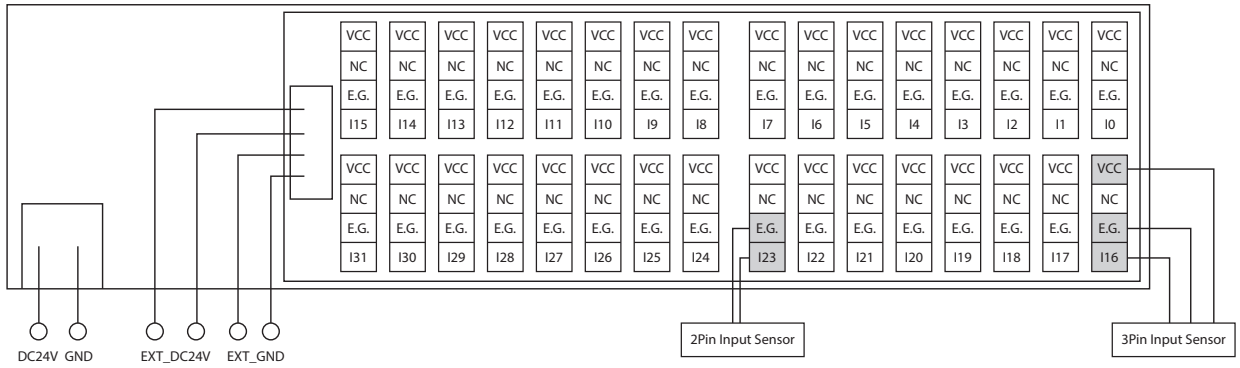 VCC VCC VCC VCC VCC VCC VCC VCC VCC VCC VCC VCC VCC VCC VCC VCC
NC NC NC NC NC NC NC NC NC NC NC NC NC NC NC NC
E.G. E.G. E.G. E.G. E.G. E.G. E.G. E.G. E.G. E.G. E.G. E.G. E.G. E.G. E.G. E.G.
I15 I14 I13 I12 I11 I10 I9 I8 I7 I6 I5 I4 I3 I2 I1 I0
VCC VCC VCC VCC VCC VCC VCC VCC VCC VCC VCC VCC VCC VCC VCC VCC
NC NC NC NC NC NC NC NC NC NC NC NC NC NC NC NC
E.G. E.G. E.G. E.G. E.G. E.G. E.G. E.G. E.G. E.G. E.G. E.G. E.G. E.G. E.G. E.G.
I31 I30 I29 I28 I27 I26 I25 I24 I23 I22 I21 I20 I19 I18 I17 I16
2Pin Input Sensor 3Pin Input Sensor
DC24V GND EXT_DC24V EXT_GND